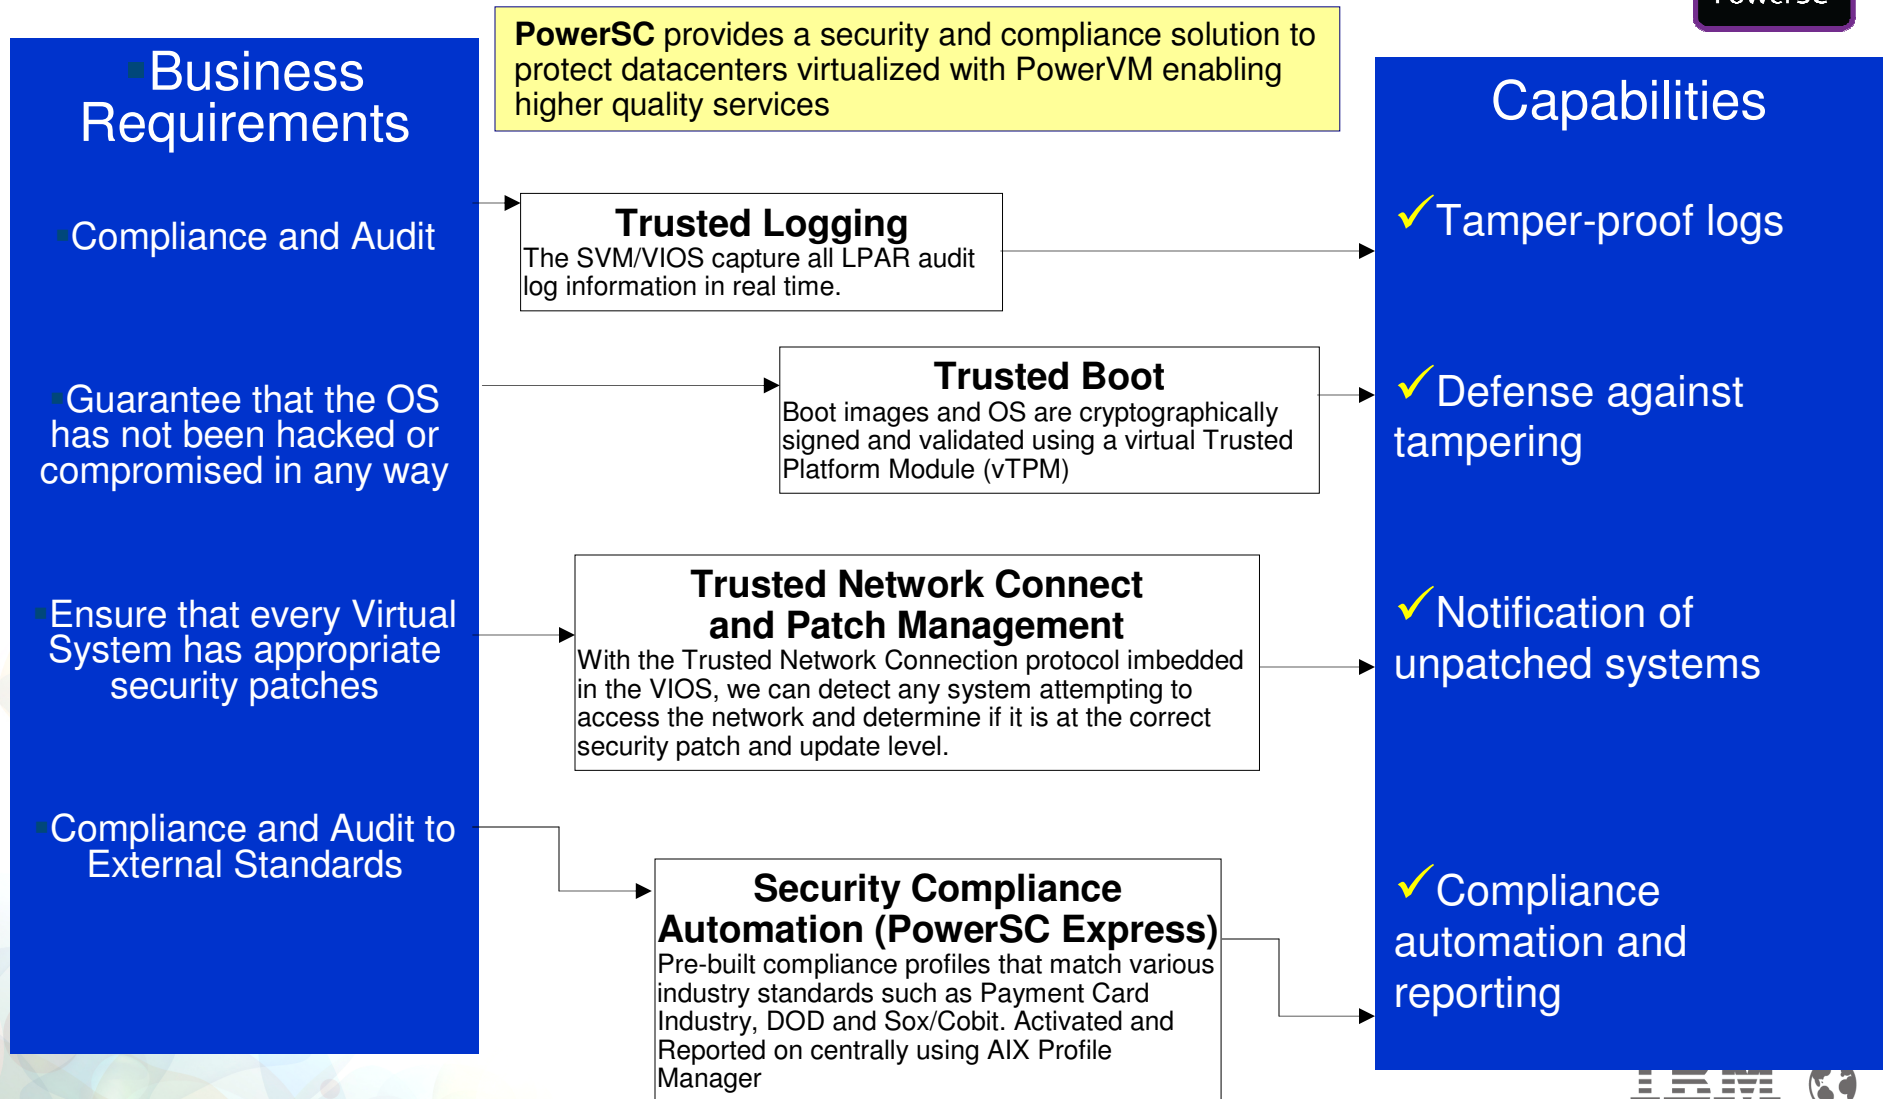 PowerSC
PowerSC provides a security and compliance solution to
protect datacenters virtualized with PowerVM enabling
higher quality services
Business
Requirements
Compliance and Audit
Guarantee that the OS
has not been hacked or
compromised in any way
Ensure that every Virtual
System has appropriate
security patches
Compliance and Audit to
External Standards
Trusted Logging
The SVM/VIOS capture all LPAR audit
log information in real time.
Trusted Boot
Boot images and OS are cryptographically
signed and validated using a virtual Trusted
Platform Module (vTPM)
Trusted Network Connect
and Patch Management
With the Trusted Network Connection protocol imbedded
in the VIOS, we can detect any system attempting to
access the network and determine if it is at the correct
security patch and update level.
Security Compliance
Automation (PowerSC Express)
Pre-built compliance profiles that match various
industry standards such as Payment Card
Industry, DOD and Sox/Cobit. Activated and
Reported on centrally using AIX Profile
Manager
Capabilities
Tamper-proof logs
Defense against
tampering
Notification of
unpatched systems
Compliance
automation and
reporting
IBM